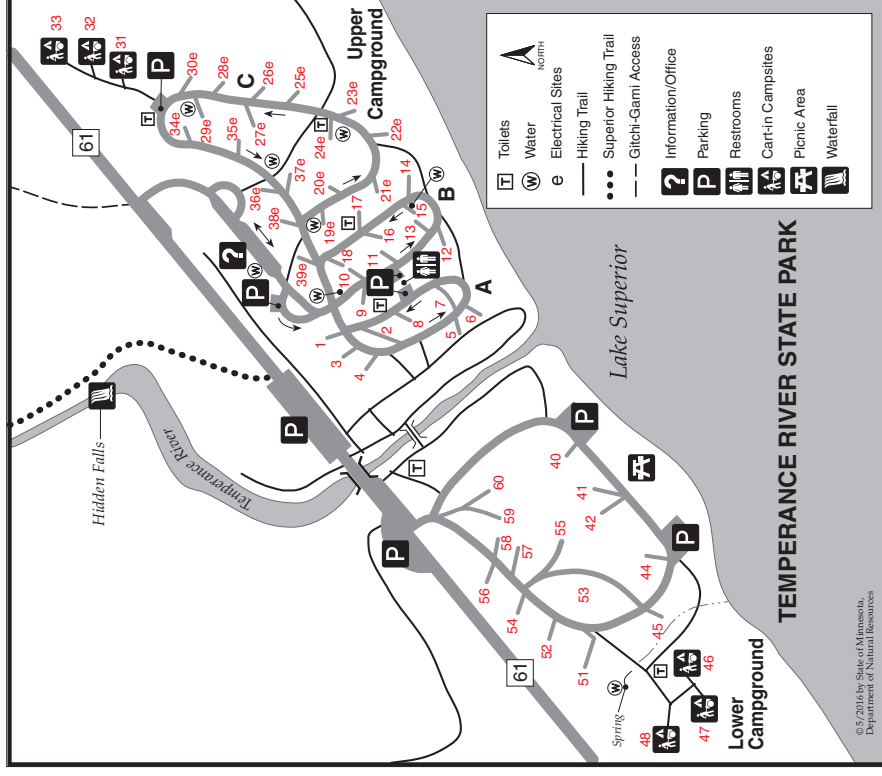 33
32
31
P
30e
28e
C
26e
25e
Upper
Campground
T
34e
W
29e
35e
27e
W
23e
T
W
24e
22e
61
37e
36e
20e
14
W
21e
B
38e
W
19e
17
T
15
16
13
12
?
W
39e
18
11
10
W
P
P
9
T
A
8
7
6
5
2
1
3
4
Hidden Falls
Temperance River
P
T
Lake Superior
P
60
59
58
57
56
55
54
53
52
51
40
P
41
42
44
P
45
61
Spring
W
T
46
47
48
Lower
Campground
TEMPERANCE RIVER STATE PARK
NORTH
T Toilets
W Water
e Electrical Sites
Hiking Trail
Superior Hiking Trail
Gitchi-Gami Access
? Information/Office
P Parking
Restrooms
Cart-in Campsites
Picnic Area
Waterfall
© 5/2016 by State of Minnesota,
Department of Natural Resources